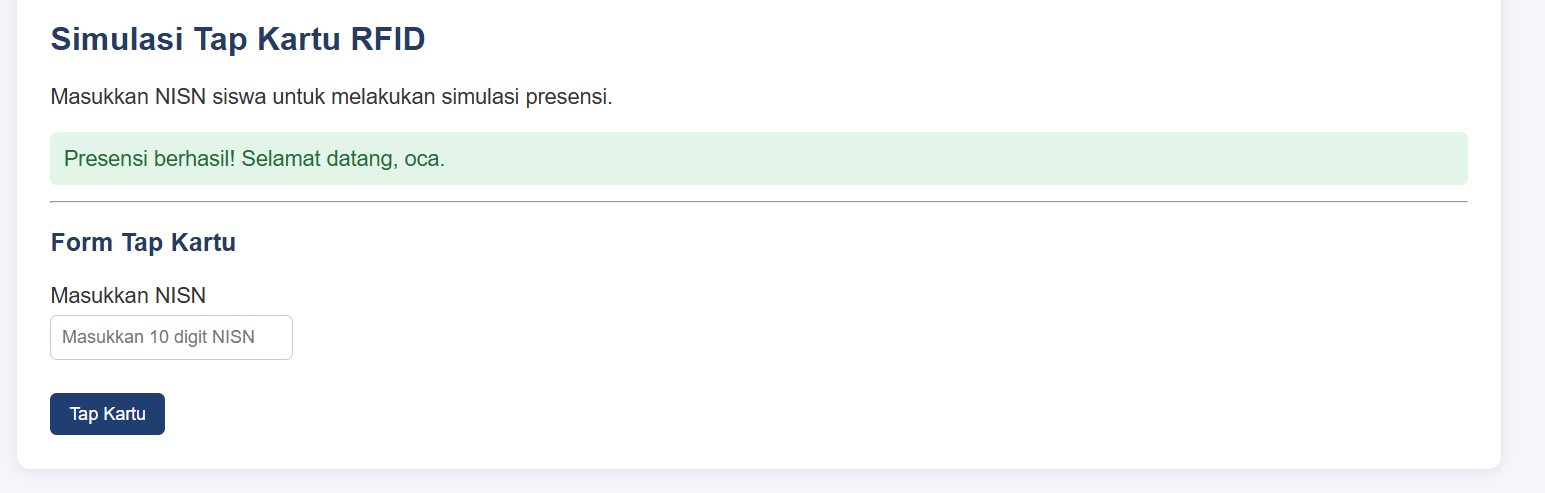 Simulasi Tap Kartu RFID
Masukkan NISN siswa untuk melakukan simulasi presensi.
Presensi berhasil! Selamat datang, oca.
Form Tap Kartu
Masukkan NISN
Masukkan 10 digit NISN
Tap Kartu